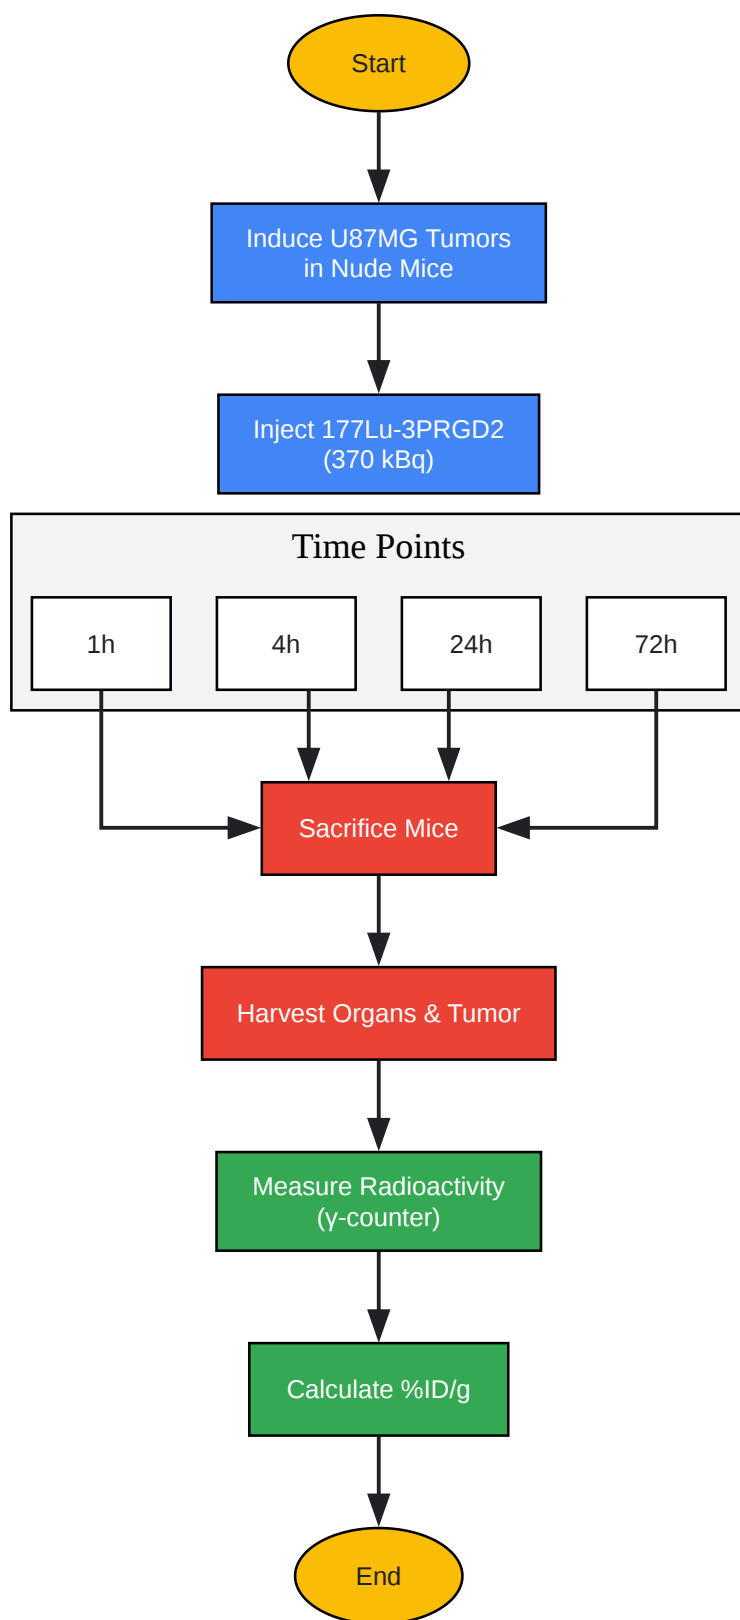 Start
Induce U87MG Tumors
in Nude Mice
Inject 177Lu-3PRGD2
(370 kBq)
Time Points
1h
4h
24h
72h
Sacrifice Mice
Harvest Organs & Tumor
Measure Radioactivity
(γ-counter)
Calculate %ID/g
End